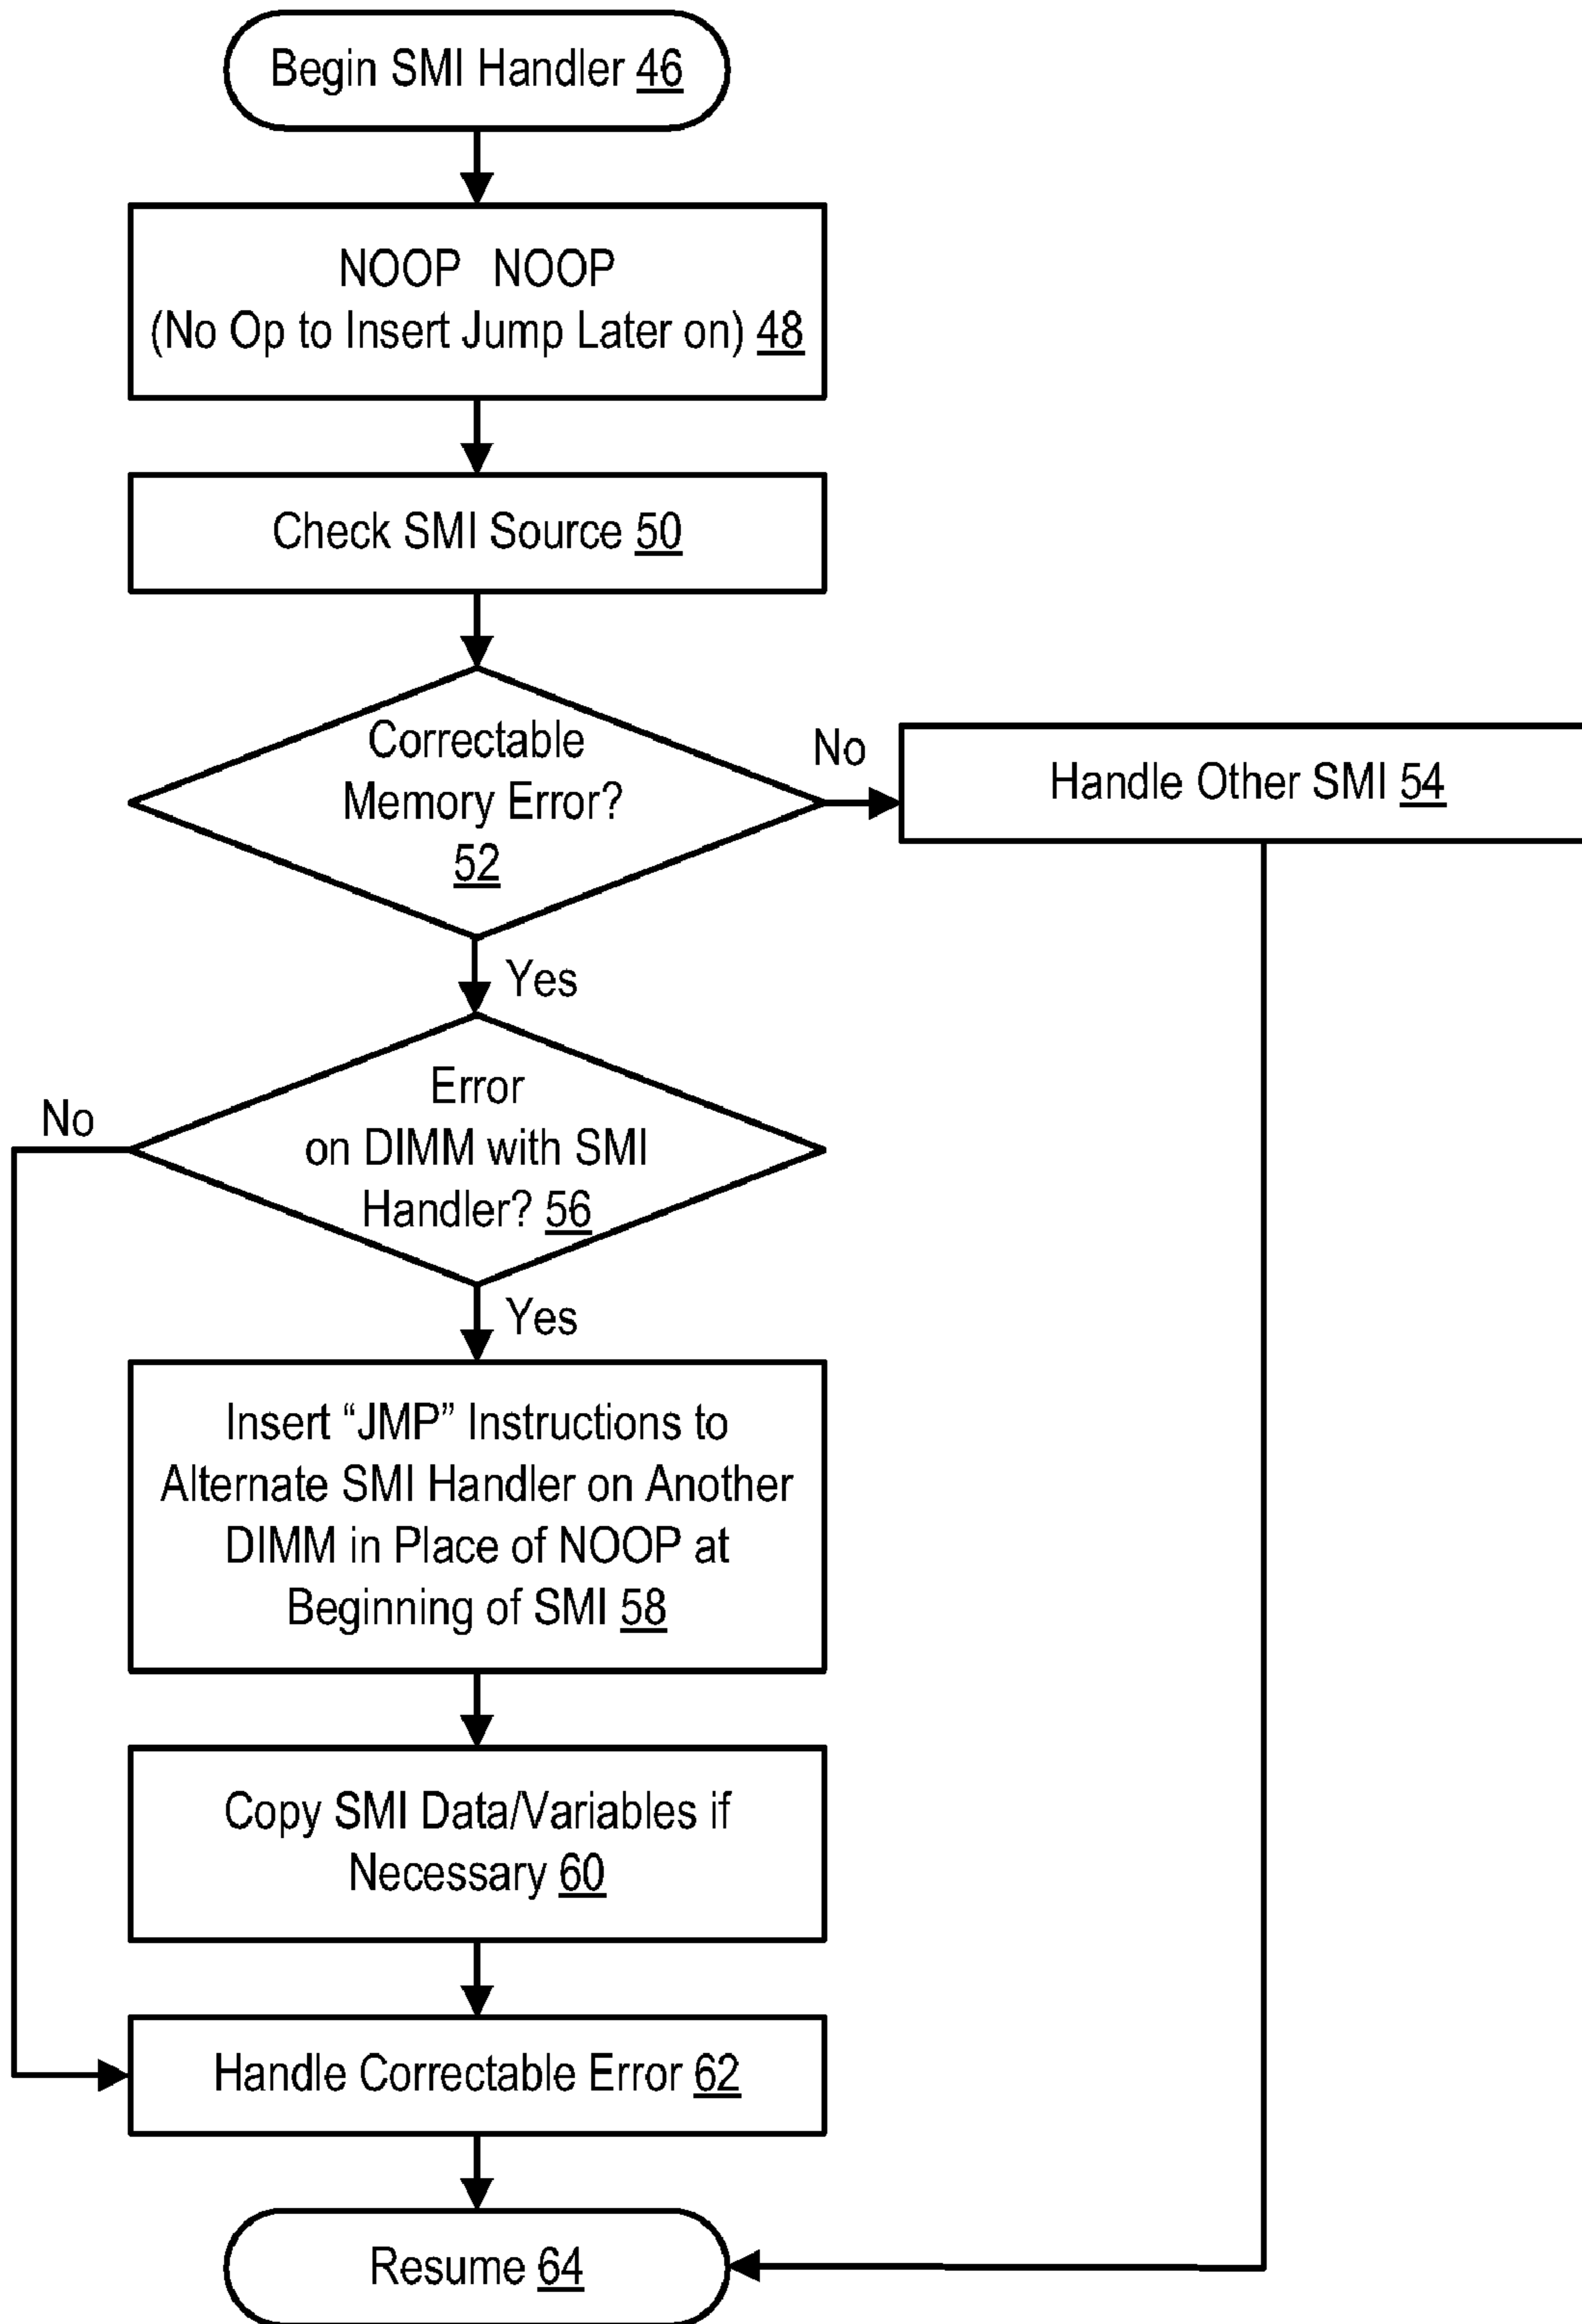 Begin SMI Handler 46
NOOP NOOP
(No Op to Insert Jump Later on) 48
Check SMI Source 50
Correctable
Memory Error?
52
No
Handle Other SMI 54
Yes
Error
on DIMM with SMI
Handler? 56
No
Yes
Insert “JMP” Instructions to
Alternate SMI Handler on Another
DIMM in Place of NOOP at
Beginning of SMI 58
Copy SMI Data/Variables if
Necessary 60
Handle Correctable Error 62
Resume 64